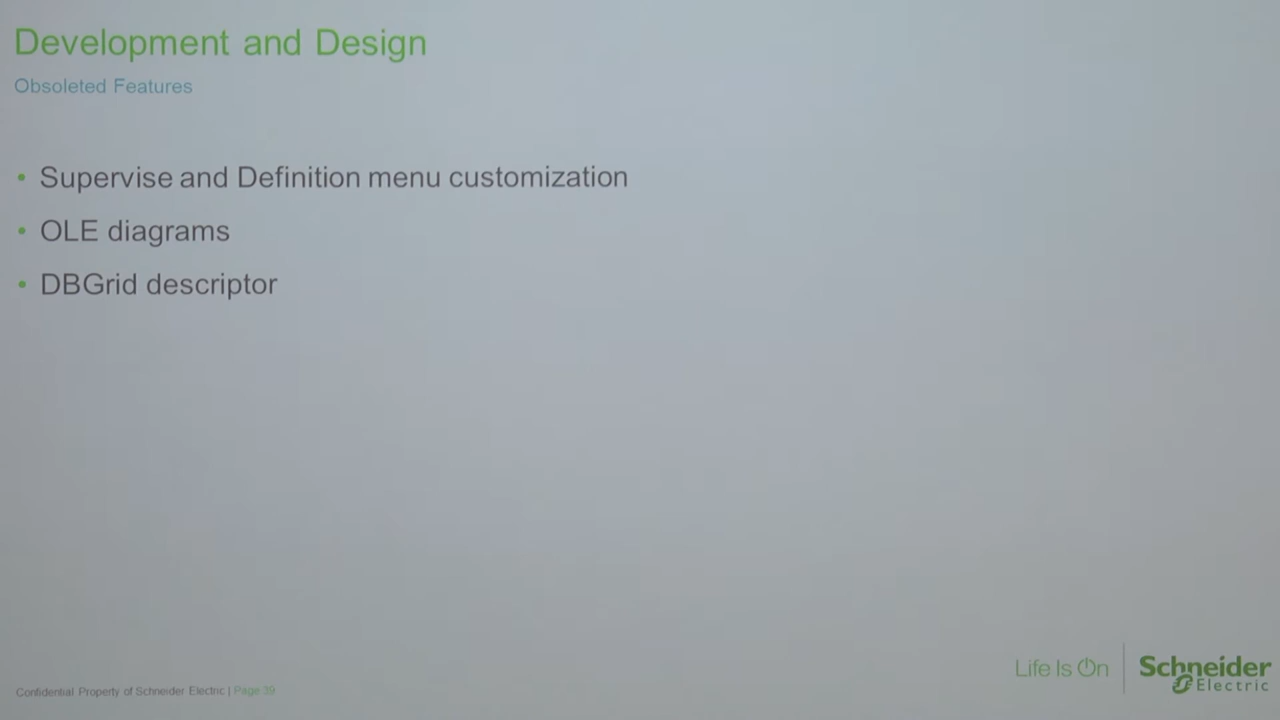 Development and Design
Obsoleted Features
• Supervise and Definition menu customization
• OLE diagrams
• DBGrid descriptor
Confidential Property of Schneider Electric | Page 39
Life Is On
Schneider
Electric